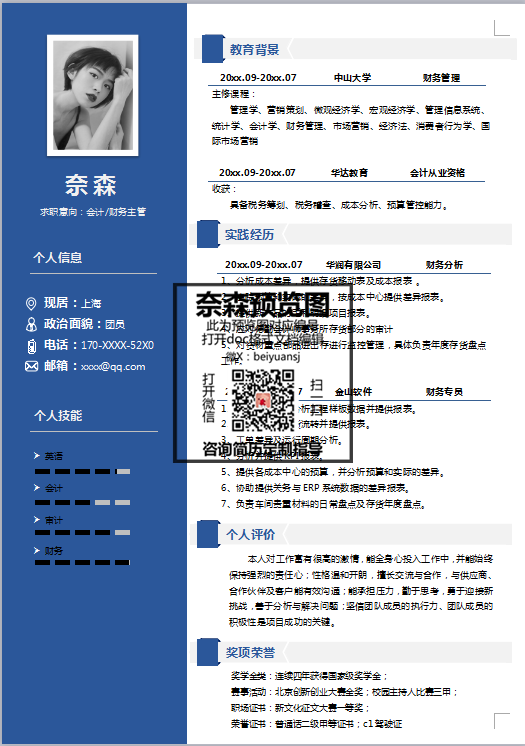 奈森
求职意向：会计/财务主管
个人信息
现居：上海
政治面貌：团员
电话：170-XXXX-52X0
邮箱：xxxx@qq.com
个人技能
英语
会计
审计
财务
教育背景
20xx.09-20xx.07 中山大学 财务管理
主修课程：
管理学、营销策划、微观经济学、宏观经济学、管理信息系统、
统计学、会计学、财务管理、市场营销、经济法、消费者行为学、国
际市场营销
20xx.09-20xx.07 华达教育 会计从业资格
收获：
具备税务筹划、税务稽查、成本分析、预算管控能力。
实践经历
20xx.09-20xx.07 华润有限公司 财务分析
1、分析成本差异，提供存货移动表及成本报表。
，按成本中心提供差异报表。
项目报表。
所存货部分的审计
进行监控管理，具体负责年度存货盘点
工作。
奈森预览图
此为预览图对应编号
打开doc格式文档编辑
微X：beiyuansj
打开微信
扫一扫
咨询简历定制指导
7 金山软件 财务专员
1
程样板数据并提供报表。
2
流转并提供报表。
3、工单差异及运行周期分析。
4、
5、提供各成本中心的预算，并分析预算和实际的差异。
6、协助提供关务与 ERP 系统数据的差异报表。
7、负责车间贵重材料的日常盘点及存货年度盘点。
个人评价
本人对工作富有很高的激情，能全身心投入工作中，并能始终
保持强烈的责任心；性格温和开朗，擅长交流与合作，与供应商、
合作伙伴及客户能有效沟通；能承担压力，勤于思考，勇于迎接新
挑战，善于分析与解决问题；坚信团队成员的执行力、团队成员的
积极性是项目成功的关键。
奖项荣誉
奖学金类：连续四年获得国家级奖学金；
赛事活动：北京创新创业大赛金奖；校园主持人比赛三甲；
职场证书：新文化征文大赛一等奖；
荣誉证书：普通话二级甲等证书；c1驾驶证